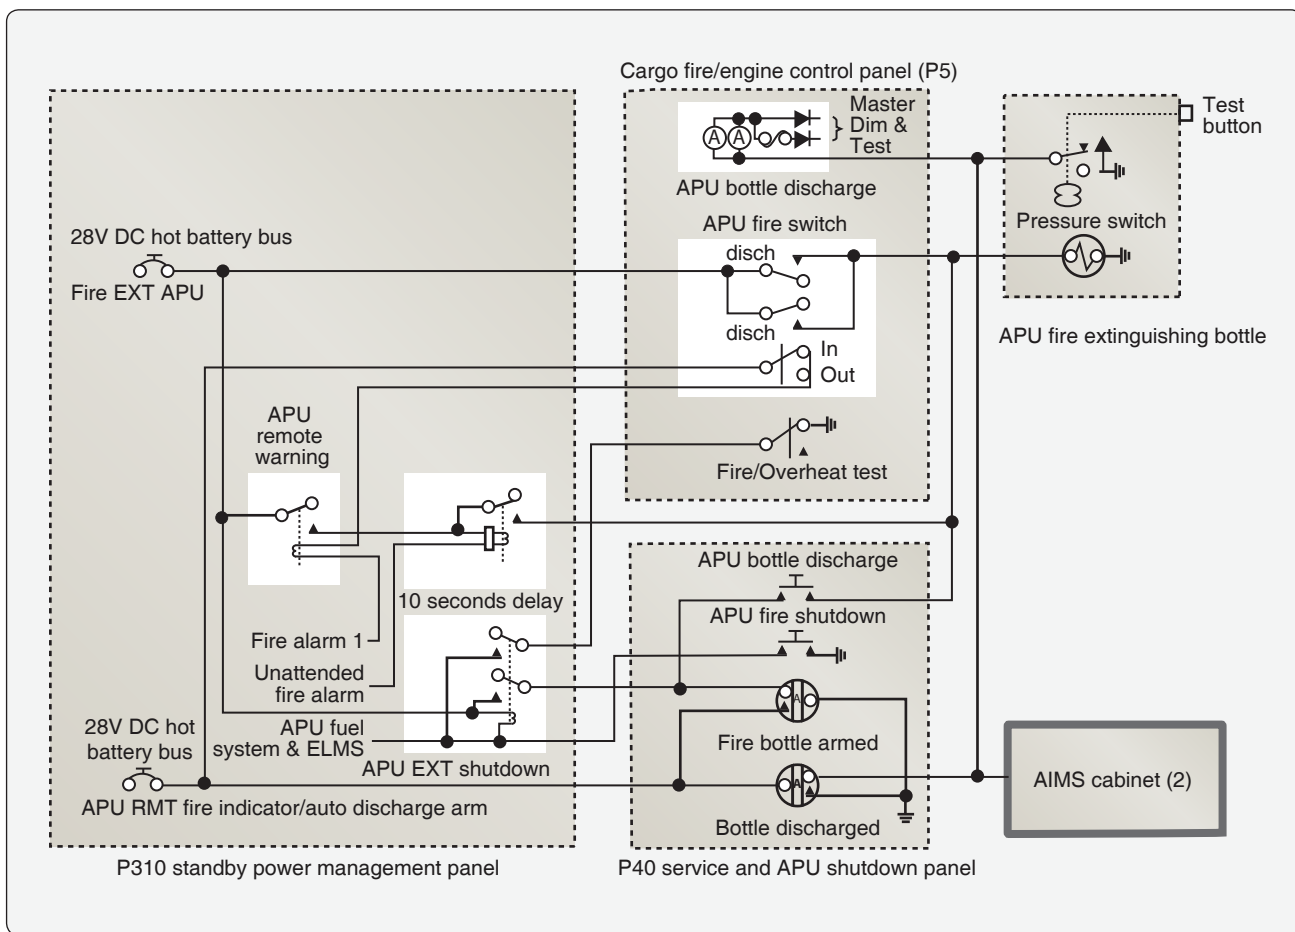 Cargo fire/engine control panel (P5)
Master
Dim &
Test
A A
APU bottle discharge
Test
button
Pressure switch
APU fire extinguishing bottle
APU fire switch
disch
disch
In
Out
Fire/Overheat test
28V DC hot battery bus
Fire EXT APU
APU
remote
warning
10 seconds delay
Fire alarm 1
Unattended
fire alarm
APU fuel
system & ELMS
APU EXT shutdown
28V DC hot
battery bus
APU RMT fire indicator/auto discharge arm
P310 standby power management panel
APU bottle discharge
APU fire shutdown
A
Fire bottle armed
A
Bottle discharged
P40 service and APU shutdown panel
AIMS cabinet (2)